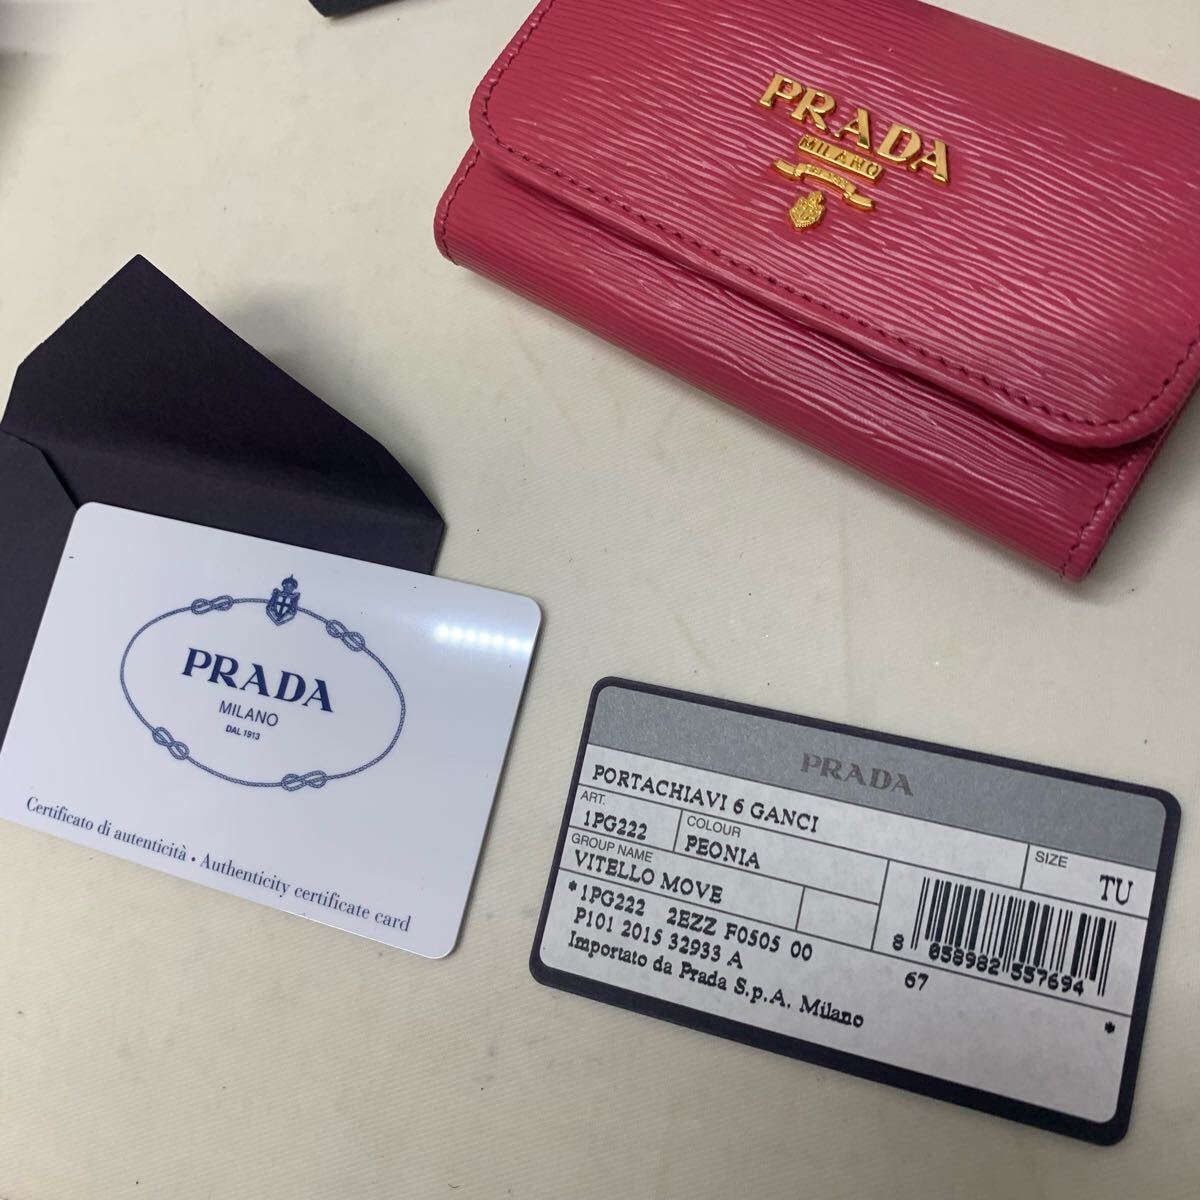 PRADA
MILANO
PRADA
MILANO
DAL 1913
Certificato di autenticità • Authenticity certificate card
PRADA
PORTACHIAVI 6 GANCI
ART.
1PG222
COLOUR
PEONIA
SIZE
TU
GROUP NAME
VITELLO MOVE
*1PG222 2EZZ F0505 00
P101 2015 32933 A
Importato da Prada S.p.A. Milano
8 858982 557694
67
*